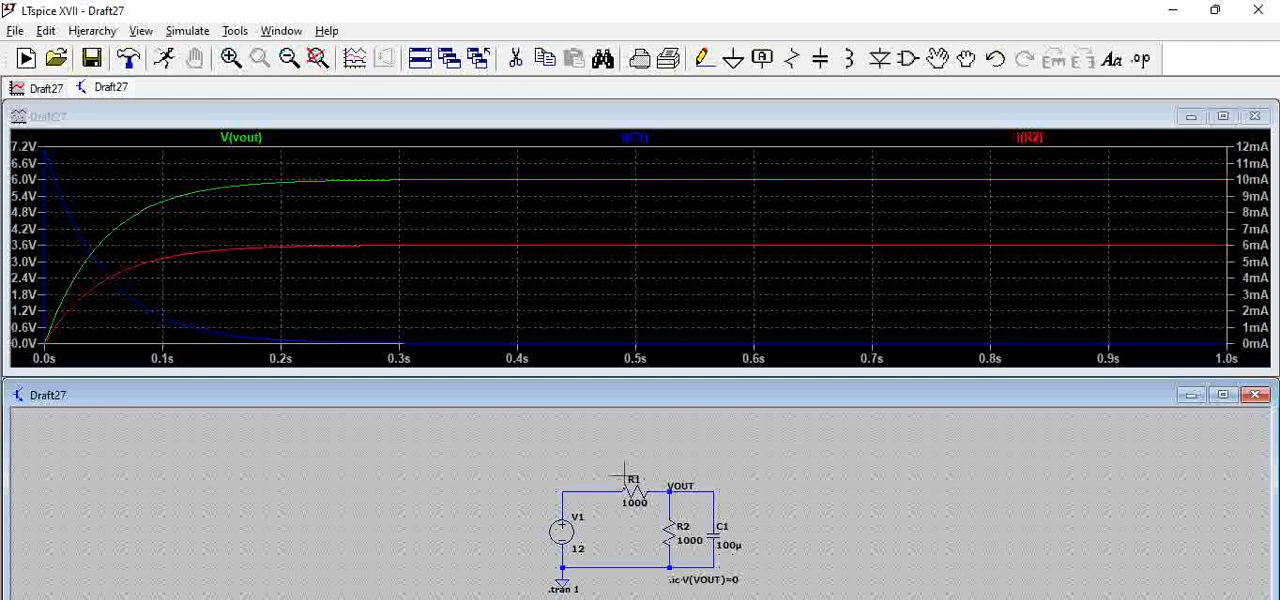 LTspice XVII - Draft27
File Edit Hierarchy View Simulate Tools Window Help
Draft27 Draft27
Draft27
V(vout) I(R2)
7.2V 12mA
6.6V 11mA
6.0V 10mA
5.4V 9mA
4.8V 8mA
4.2V 7mA
3.6V 6mA
3.0V 5mA
2.4V 4mA
1.8V 3mA
1.2V 2mA
0.6V 1mA
0.0V 0mA
0.0s 0.1s 0.2s 0.3s 0.4s 0.5s 0.6s 0.7s 0.8s 0.9s 1.0s
Draft27
R1
VOUT
1000
V1
R2 C1
1000 100µ
12
.ic V(VOUT)=0
.tran 1